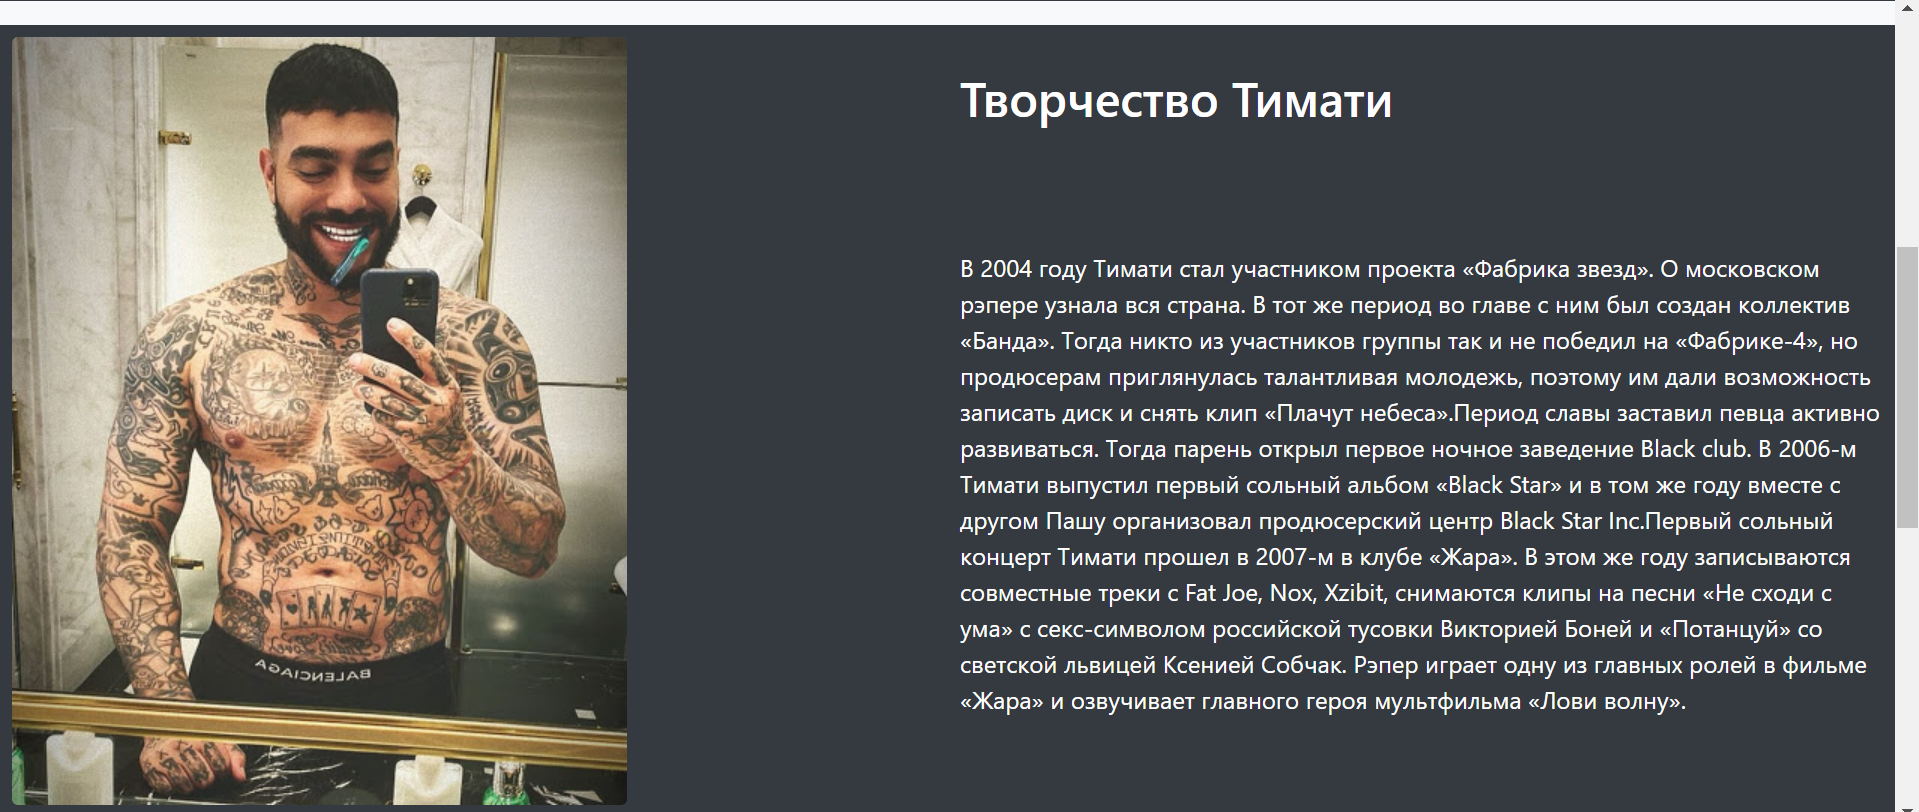 Творчество Тимати
В 2004 году Тимати стал участником проекта «Фабрика звезд». О московском
рэпере узнала вся страна. В тот же период во главе с ним был создан коллектив
«Банда». Тогда никто из участников группы так и не победил на «Фабрике-4», но
продюсерам приглянулась талантливая молодежь, поэтому им дали возможность
записать диск и снять клип «Плачут небеса».Период славы заставил певца активно
развиваться. Тогда парень открыл первое ночное заведение Black club. В 2006-м
Тимати выпустил первый сольный альбом «Black Star» и в том же году вместе с
другом Пашу организовал продюсерский центр Black Star Inc.Первый сольный
концерт Тимати прошел в 2007-м в клубе «Жара». В этом же году записываются
совместные треки с Fat Joe, Nox, Xzibit, снимаются клипы на песни «Не сходи с
ума» с секс-символом российской тусовки Викторией Боней и «Потанцуй» со
светской львицей Ксенией Собчак. Рэпер играет одну из главных ролей в фильме
«Жара» и озвучивает главного героя мультфильма «Лови волну».
BALENCIAGA